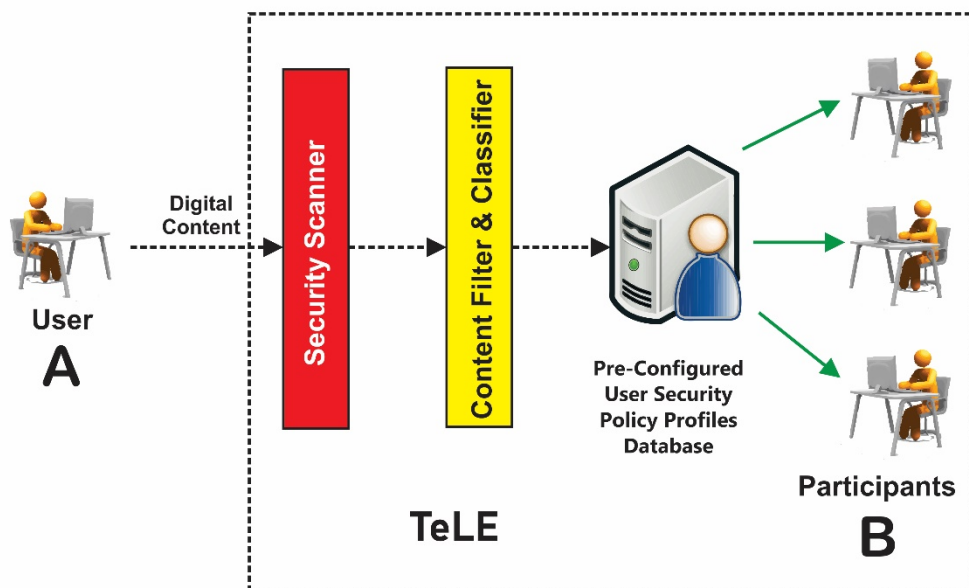 User
A
Digital
Content
Security Scanner
Content Filter & Classifier
Pre-Configured
User Security
Policy Profiles
Database
Participants
B
TeLE